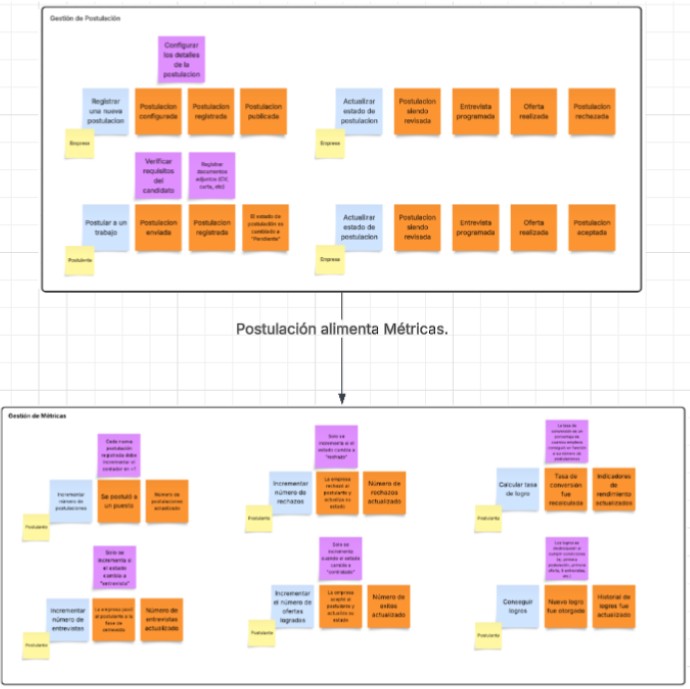 Gestión de Postulación
Configurar
los detalles
de la
postulacion
Registrar
una nueva
postulacion
Postulacion
configurada
Postulacion
registrada
Postulacion
publicada
Empresa
Actualizar
estado de
postulacion
Postulacion
siendo
revisada
Entrevista
programada
Oferta
realizada
Postulacion
rechazada
Empresa
Verificar
requisitos
del
candidato
Registrar
documentos
adjuntos (CV,
carta, etc)
Postular a un
trabajo
Postulacion
enviada
Postulacion
registrada
El estado de
postulación es
cambiado a
"Pendiente"
Postulante
Actualizar
estado de
postulacion
Postulacion
siendo
revisada
Entrevista
programada
Oferta
realizada
Postulacion
aceptada
Empresa
Postulación alimenta Métricas.
Gestión de Métricas
Cada nueva
postulación
registrada debe
incrementar el
contador en +1
Incrementar
número de
postulaciones
Se postuló a
un puesto
Número de
postulaciones
actualizado
Postulante
Solo se
incrementa si el
estado cambia a
"rechazo"
Incrementar
número de
rechazos
La empresa
rechazó al
postulante y
actualiza su
estado
Número de
rechazos
actualizado
Postulante
La tasa de
Calcular tasa
de logro
Tasa de
conversión
fue
recalculada
Indicadores
de
rendimiento
actualizados
Postulante
Solo se
incrementa si
el estado
cambia a
"entrevista"
Incrementar
número de
entrevistas
La empresa pasó
al postulante a la
fase de
entrevista
Número de
entrevistas
actualizado
Postulante
Solo se
incrementa
cuando el estado
cambia a
"contratado"
Incrementar
el número de
ofertas
logrados
La empresa
aceptó al
postulante y
actualiza su
estado
Número de
exitos
actualizado
Postulante
Conseguir
logros
Nuevo logro
fue otorgado
Historial de
logros fue
actualizado
Postulante